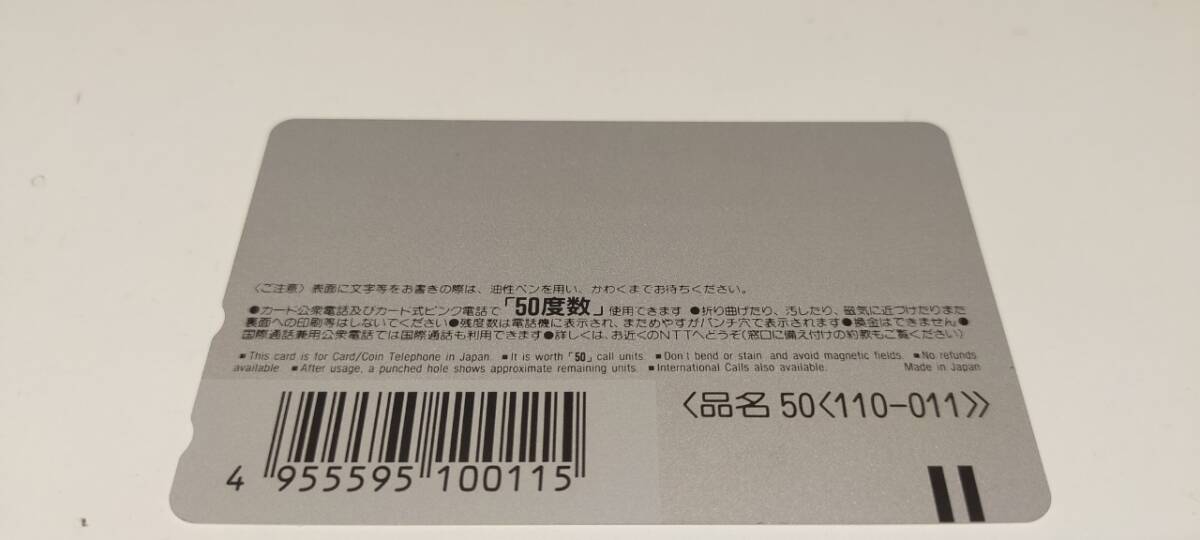 〈ご注意〉表面に文字等をお書きの際は、油性ペンを用い、かわくまでお待ちください。
●カード公衆電話及びカード式ピンク電話で「50度数」使用できます ●折り曲げたり、汚したり、磁気に近づけたりまた
裏面への印刷等はしないでください●残度数は電話機に表示され、まためやすがパンチ穴で表示されます●換金はできません●
国際通話兼用公衆電話では国際通話も利用できます●詳しくは、お近くのNTTへどうぞ(窓口に備え付けの約款もご覧ください)
■This card is for Card/Coin Telephone in Japan. ■It is worth「50」call units. ■Don't bend or stain and avoid magnetic fields. ■No refunds
available. ■After usage, a punched hole shows approximate remaining units. ■International Calls also available. Made in Japan
〈品名 50〈110-011〉〉
4 955595 100115